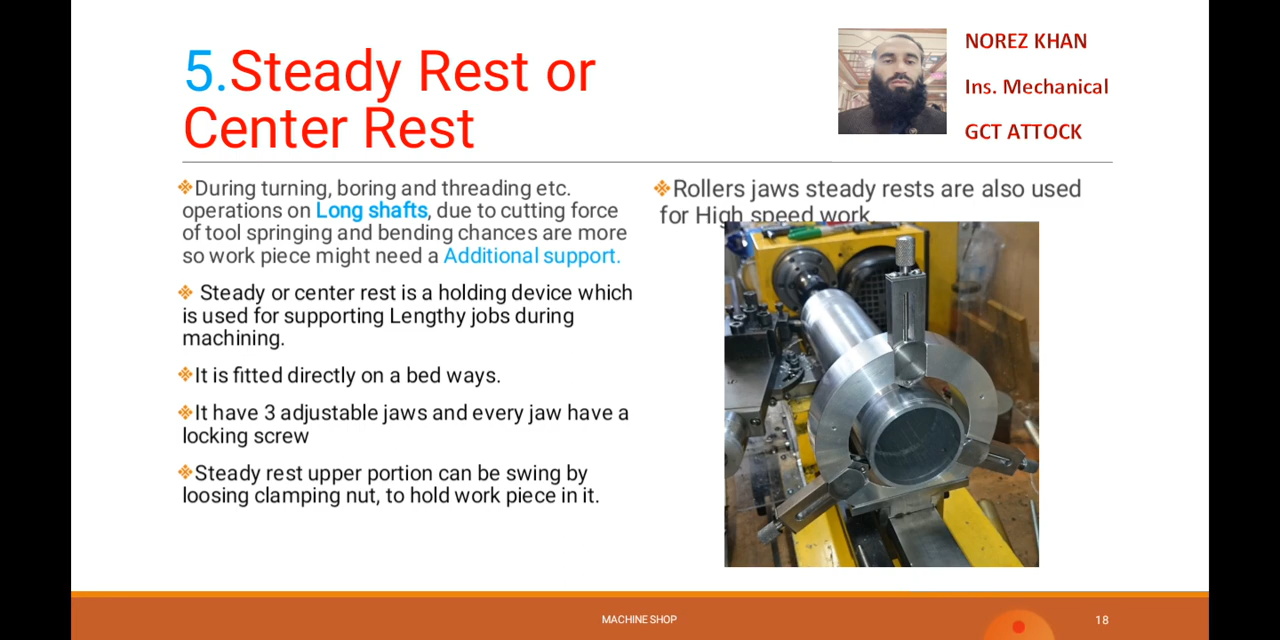 5.Steady Rest or
Center Rest
NOREZ KHAN
Ins. Mechanical
GCT ATTOCK
❖During turning, boring and threading etc.
operations on Long shafts, due to cutting force
of tool springing and bending chances are more
so work piece might need a Additional support.
❖ Steady or center rest is a holding device which
is used for supporting Lengthy jobs during
machining.
❖It is fitted directly on a bed ways.
❖It have 3 adjustable jaws and every jaw have a
locking screw
❖Steady rest upper portion can be swing by
loosing clamping nut, to hold work piece in it.
❖Rollers jaws steady rests are also used
for High speed work.
MACHINE SHOP
18